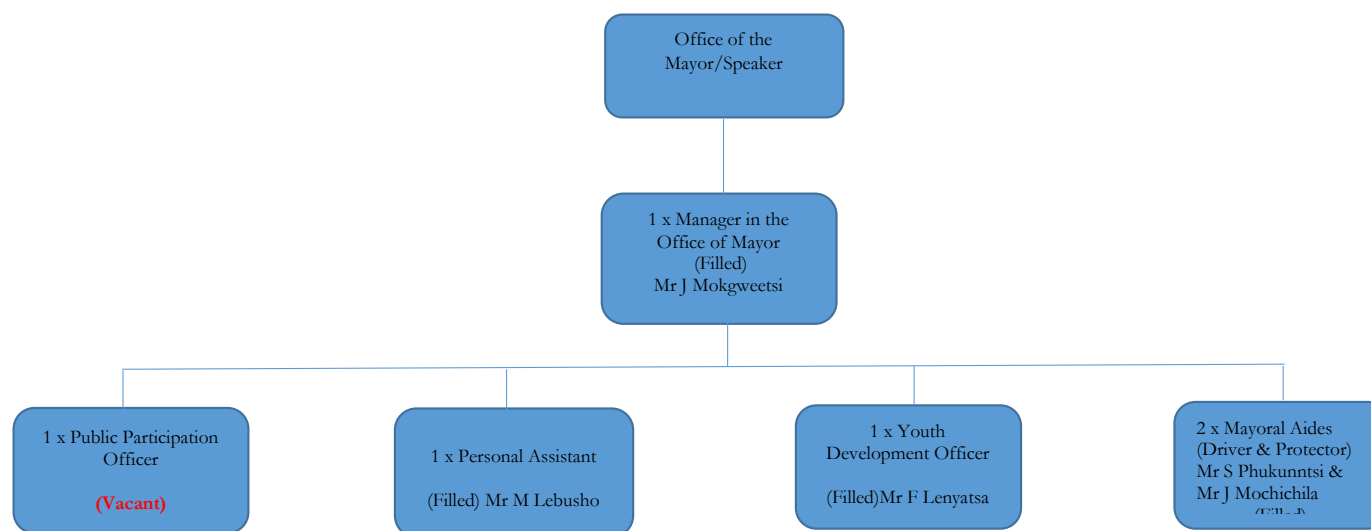 Office of the
Mayor/Speaker
1 x Manager in the
Office of Mayor
(Filled)
Mr J Mokgweetsi
1 x Public Participation
Officer
(Vacant)
1 x Personal Assistant
(Filled) Mr M Lebusho
1 x Youth
Development Officer
(Filled)Mr F Lenyatsa
2 x Mayoral Aides
(Driver & Protector)
Mr S Phukunntsi &
Mr J Mochichila
(Filled)